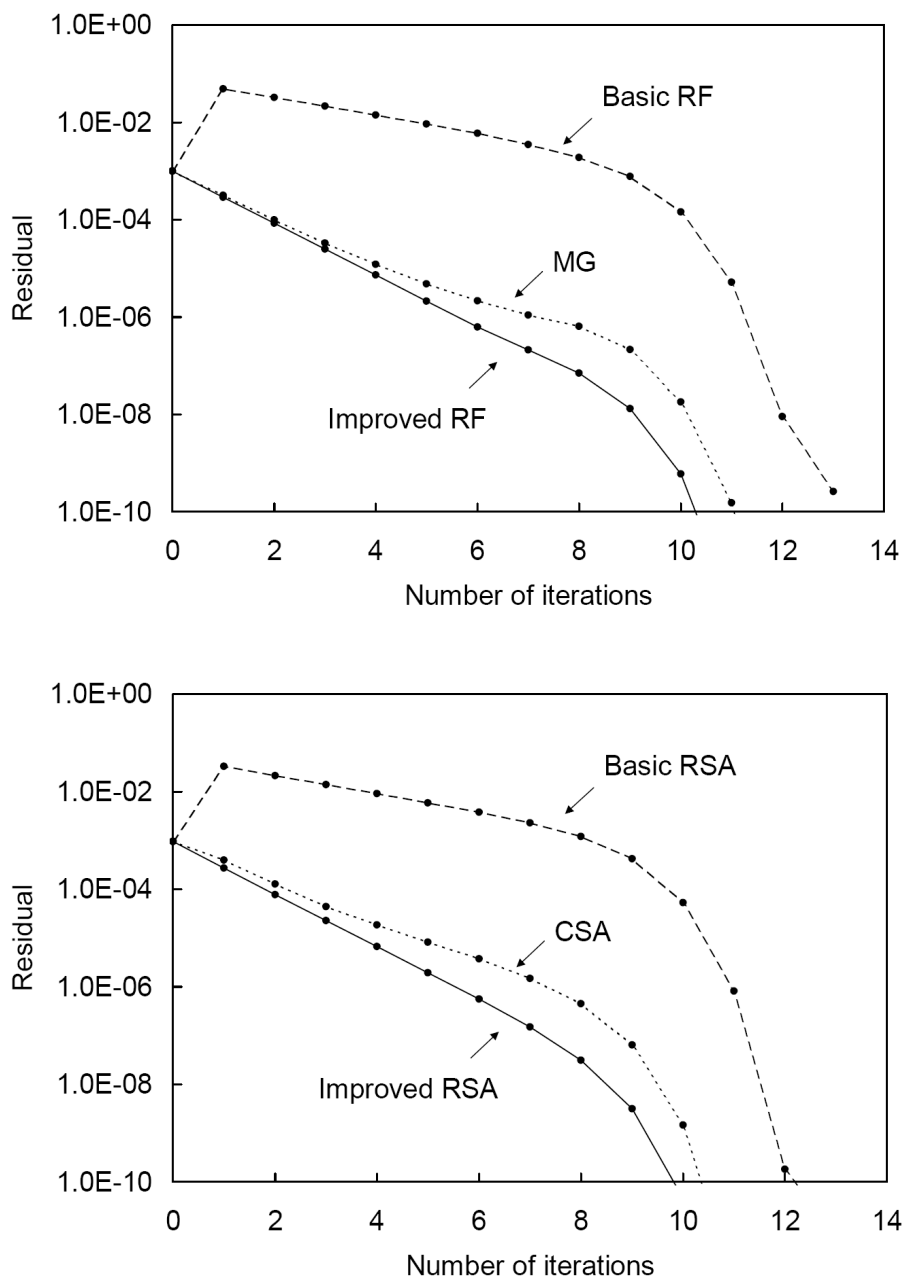 1.0E+00
Basic RF
1.0E-02
1.0E-04
MG
Residual
1.0E-06
Improved RF
1.0E-08
1.0E-10
0 2 4 6 8 10 12 14
Number of iterations
1.0E+00
Basic RSA
1.0E-02
1.0E-04
CSA
Residual
1.0E-06
Improved RSA
1.0E-08
1.0E-10
0 2 4 6 8 10 12 14
Number of iterations